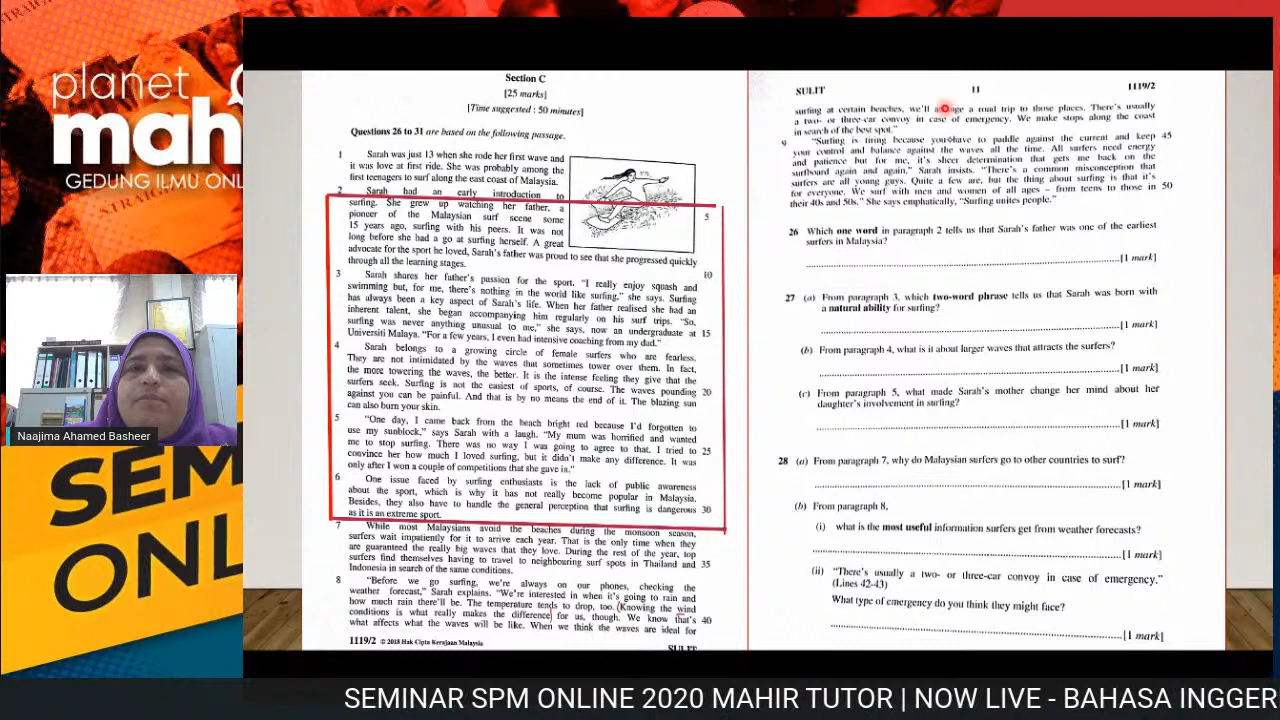 STRAHA
planet
mah
GEDUNG ILMU ONL
Naajima Ahamed Basheer
SEM
ONL
Section C
[25 marks]
[Time suggested : 50 minutes]
Questions 26 to 31 are based on the following passage.
1 Sarah was just 13 when she rode her first wave and
it was love at first ride. She was probably among the
first teenagers to surf along the east coast of Malaysia.
2 Sarah had an early introduction to
surfing. She grew up watching her father, a 5
pioneer of the Malaysian surf scene some
15 years ago, surfing with his peers. It was not
long before she had a go at surfing herself. A great
advocate for the sport he loved, Sarah's father was proud to see that she progressed quickly
through all the learning stages. 10
3 Sarah shares her father's passion for the sport. "I really enjoy squash and
swimming but, for me, there's nothing in the world like surfing," she says. Surfing
has always been a key aspect of Sarah's life. When her father realised she had an
inherent talent, she began accompanying him regularly on his surf trips. "So,
surfing was never anything unusual to me," she says, now an undergraduate at 15
Universiti Malaya. "For a few years, I even had intensive coaching from my dad."
4 Sarah belongs to a growing circle of female surfers who are fearless.
They are not intimidated by the waves that sometimes tower over them. In fact,
the more towering the waves, the better. It is the intense feeling they give that the
surfers seek. Surfing is not the easiest of sports, of course. The waves pounding 20
against you can be painful. And that is by no means the end of it. The blazing sun
can also burn your skin.
5 "One day, I came back from the beach bright red because I'd forgotten to
use my sunblock," says Sarah with a laugh. "My mum was horrified and wanted
me to stop surfing. There was no way I was going to agree to that. I tried to 25
convince her how much I loved surfing, but it didn't make any difference. It was
only after I won a couple of competitions that she gave in."
6 One issue faced by surfing enthusiasts is the lack of public awareness
about the sport, which is why it has not really become popular in Malaysia.
Besides, they also have to handle the general perception that surfing is dangerous 30
as it is an extreme sport.
7 While most Malaysians avoid the beaches during the monsoon season,
surfers wait impatiently for it to arrive each year. That is the only time when they
are guaranteed the really big waves that they love. During the rest of the year, top
surfers find themselves having to travel to neighbouring surf spots in Thailand and 35
Indonesia in search of the same conditions.
8 "Before we go surfing, we're always on our phones, checking the
weather forecast," Sarah explains. "We're interested in when it's going to rain and
how much rain there'll be. The temperature tends to drop, too. Knowing the wind
conditions is what really makes the difference for us, though. We know that's 40
what affects what the waves will be like. When we think the waves are ideal for
1119/2 © 2018 Hak Cipta Kerajaan Malaysia
SULIT
SULIT 11 1119/2
surfing at certain beaches, we'll arrange a road trip to those places. There's usually
a two- or three-car convoy in case of emergency. We make stops along the coast
in search of the best spot."
9 "Surfing is tiring because you have to paddle against the current and keep 45
your control and balance against the waves all the time. All surfers need energy
and patience but for me, it's sheer determination that gets me back on the
surfboard again and again," Sarah insists. "There's a common misconception that
surfers are all young guys. Quite a few are, but the thing about surfing is that it's
for everyone. We surf with men and women of all ages – from teens to those in 50
their 40s and 50s." She says emphatically, "Surfing unites people."
26 Which one word in paragraph 2 tells us that Sarah's father was one of the earliest
surfers in Malaysia?
[1 mark]
27 (a) From paragraph 3, which two-word phrase tells us that Sarah was born with
a natural ability for surfing?
[1 mark]
(b) From paragraph 4, what is it about larger waves that attracts the surfers?
[1 mark]
(c) From paragraph 5, what made Sarah's mother change her mind about her
daughter's involvement in surfing?
[1 mark]
28 (a) From paragraph 7, why do Malaysian surfers go to other countries to surf?
[1 mark]
(b) From paragraph 8,
(i) what is the most useful information surfers get from weather forecasts?
[1 mark]
(ii) "There's usually a two- or three-car convoy in case of emergency."
(Lines 42-43)
What type of emergency do you think they might face?
[1 mark]
SEMINAR SPM ONLINE 2020 MAHIR TUTOR | NOW LIVE - BAHASA INGGER